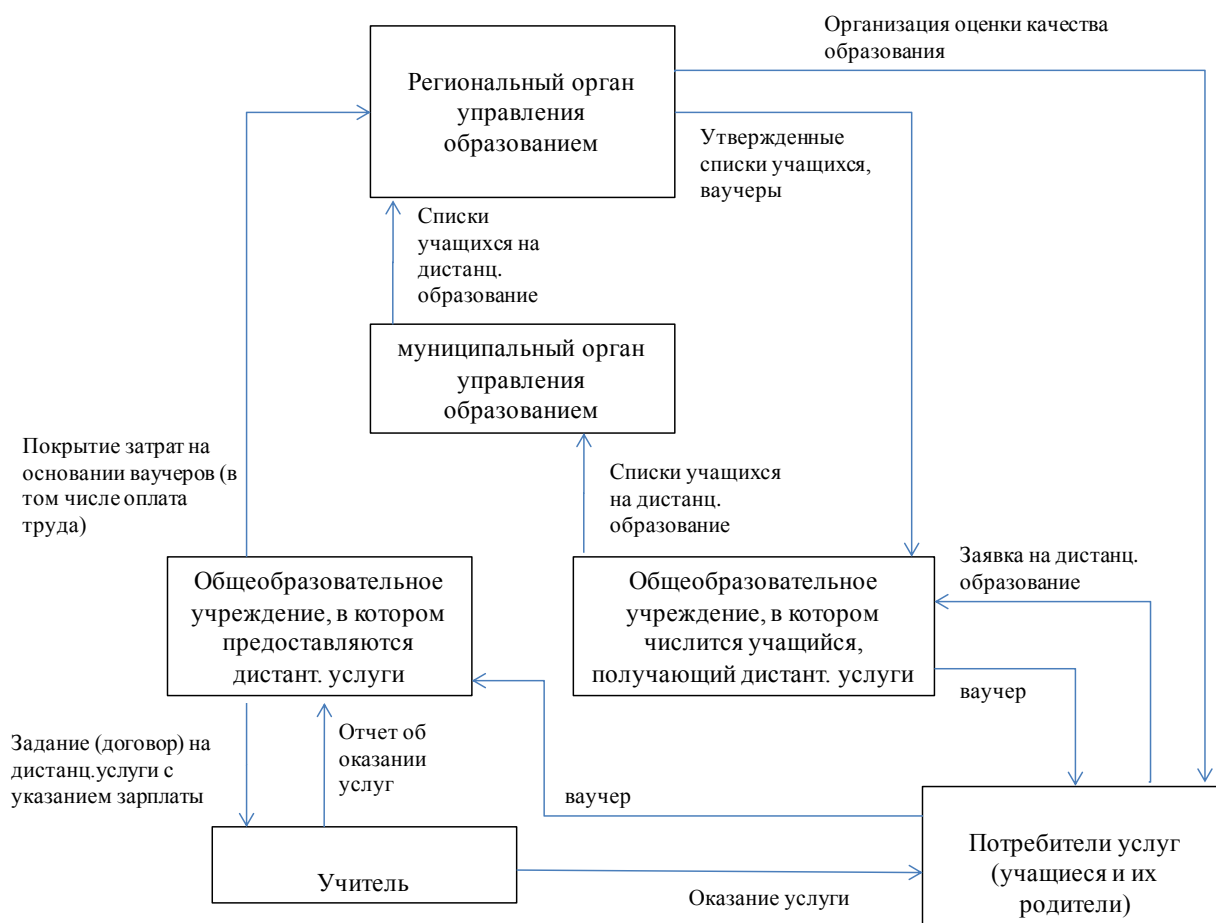 Организация оценки качества
образования
Региональный орган
управления
образованием
Утвержденные
списки учащихся,
ваучеры
Списки
учащихся на
дистанц.
образование
муниципальный орган
управления
образованием
Покрытие затрат на
основании ваучеров (в
том числе оплата
труда)
Списки учащихся
на дистанц.
образование
Заявка на дистанц.
образование
Общеобразовательное
учреждение, в котором
предоставляются
дистант. услуги
Общеобразовательное
учреждение, в котором
числится учащийся,
получающий дистант. услуги
ваучер
Задание (договор) на
дистанц.услуги с
указанием зарплаты
Отчет об
оказании
услуг
ваучер
Учитель
Оказание услуги
Потребители услуг
(учащиеся и их
родители)